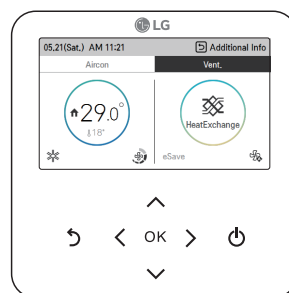 LG
05,21(Sat.) AM 11:21 Additional Info
Aircon Vent.
29.0°
18°
HeatExchange
eSave
OK